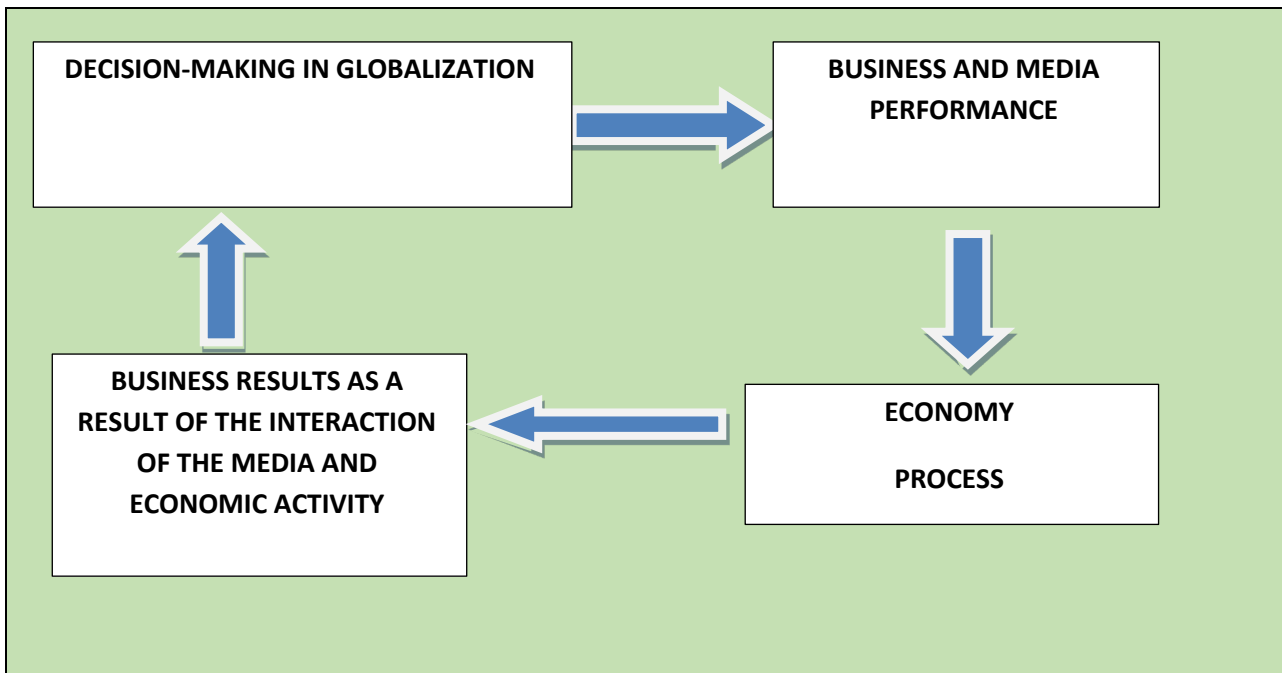 DECISION-MAKING IN GLOBALIZATION
BUSINESS AND MEDIA
PERFORMANCE
ECONOMY
PROCESS
BUSINESS RESULTS AS A
RESULT OF THE INTERACTION
OF THE MEDIA AND
ECONOMIC ACTIVITY